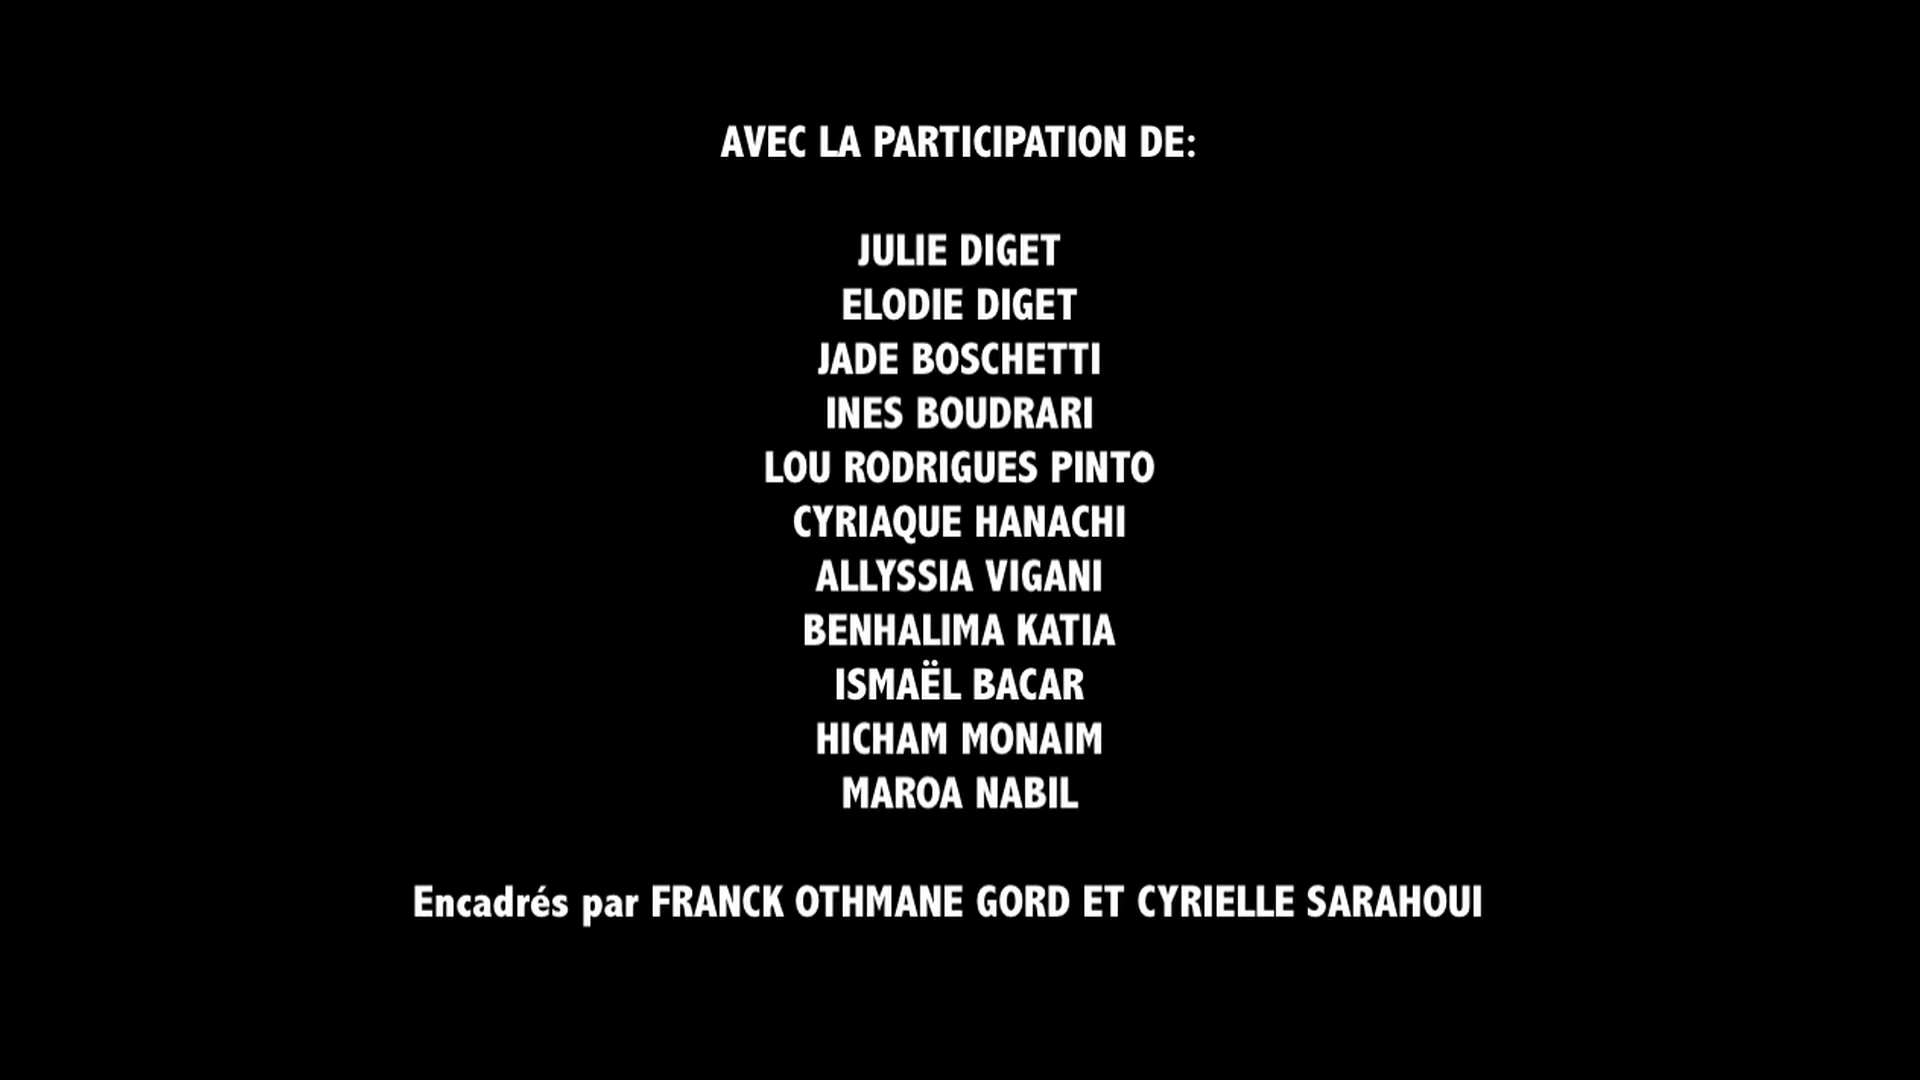 AVEC LA PARTICIPATION DE:
JULIE DIGET
ELODIE DIGET
JADE BOSCHETTI
INES BOUDRARI
LOU RODRIGUES PINTO
CYRIAQUE HANACHI
ALLYSSIA VIGANI
BENHALIMA KATIA
ISMAËL BACAR
HICHAM MONAIM
MAROA NABIL
Encadrés par FRANCK OTHMANE GORD ET CYRIELLE SARAHOUI